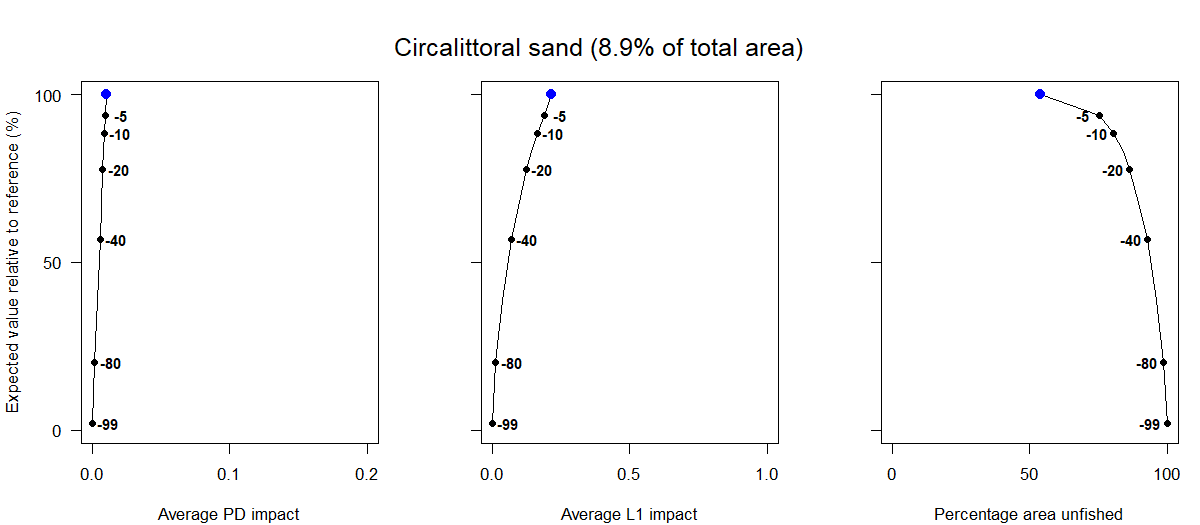 Circalittoral sand (8.9% of total area)
Expected value relative to reference (%)
100
50
0
-5
-10
-20
-40
-80
-99
0.0 0.1 0.2
Average PD impact
-5
-10
-20
-40
-80
-99
0.0 0.5 1.0
Average L1 impact
-5
-10
-20
-40
-80
-99
0 50 100
Percentage area unfished